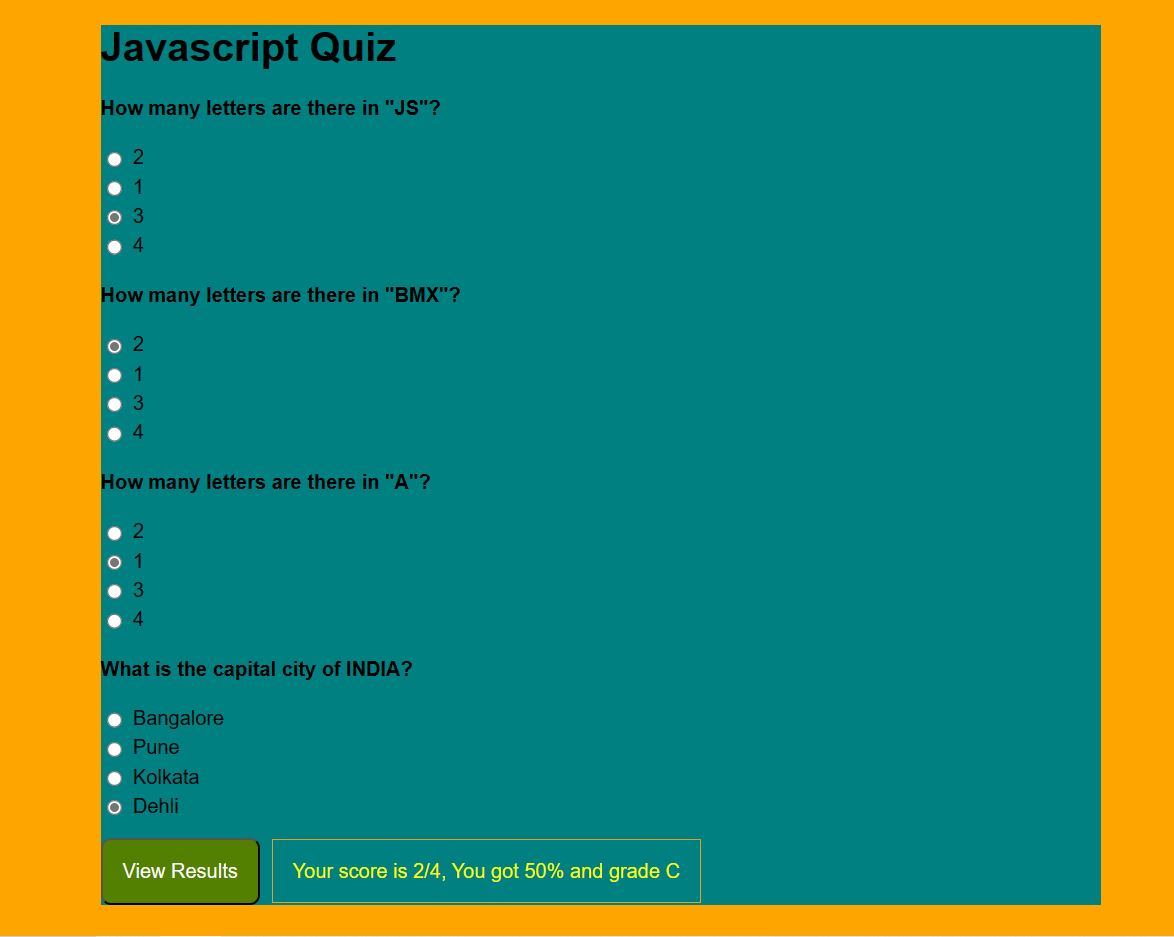 Javascript Quiz
How many letters are there in "JS"?
2
1
3
4
How many letters are there in "BMX"?
2
1
3
4
How many letters are there in "A"?
2
1
3
4
What is the capital city of INDIA?
Bangalore
Pune
Kolkata
Dehli
View Results
Your score is 2/4, You got 50% and grade C